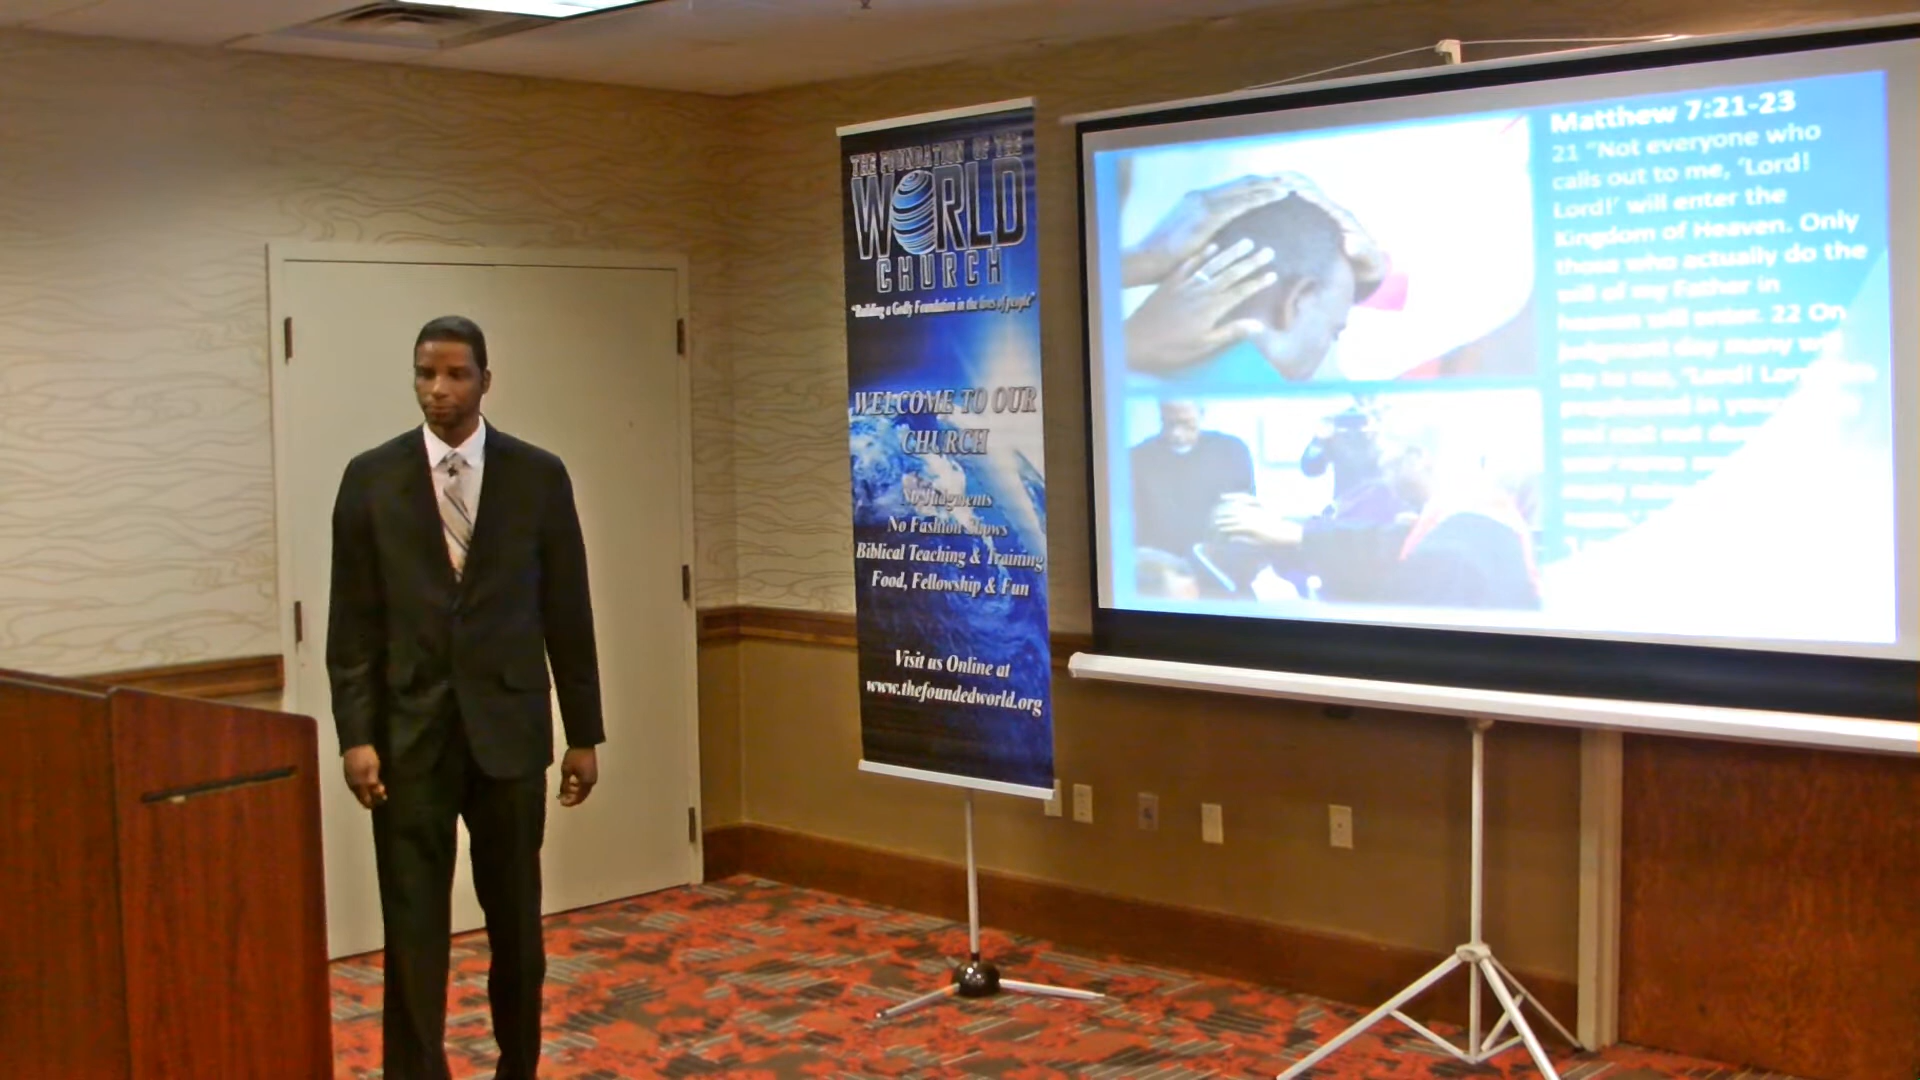 THE FOUNDATION OF THE
WORLD
CHURCH
"Building a Godly Foundation in the lives of people"
WELCOME TO OUR
CHURCH
No Judgments
No Fashion Shows
Biblical Teaching & Training
Food, Fellowship & Fun
Visit us Online at
www.thefoundedworld.org
Matthew 7:21-23
21 "Not everyone who
calls out to me, 'Lord!
Lord!' will enter the
Kingdom of Heaven. Only
those who actually do the
will of my Father in
heaven will enter. 22 On
judgment day many will
say to me, 'Lord! Lord!